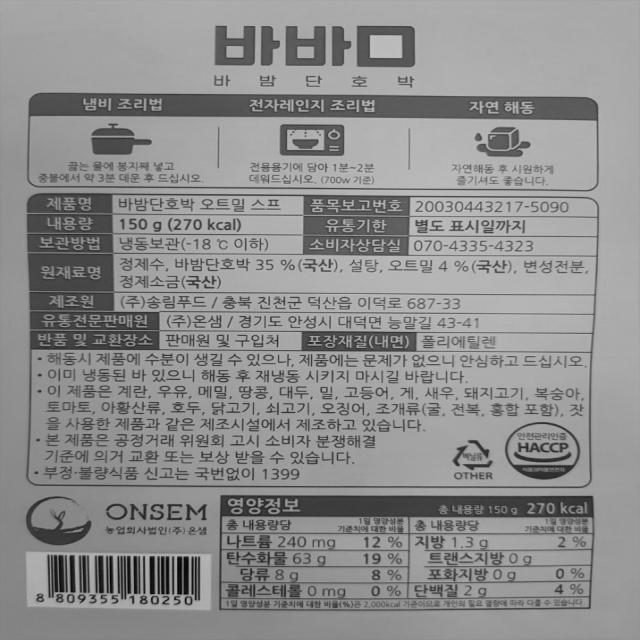 바바ㅁ
바 밤 단 호 박
냄비 조리법 전자레인지 조리법 자연 해동
끓는 물에 봉지째 넣고
중불에서 약 3분 데운 후 드십시오.
전용용기에 담아 1분~2분
데워드십시오. (700w 기준)
자연해동 후 시원하게
즐기셔도 좋습니다.
제품명 바밤단호박 오트밀 스프 품목보고번호 20030443217-5090
내용량 150 g (270 kcal) 유통기한 별도 표시일까지
보관방법 냉동보관(-18 ℃ 이하) 소비자상담실 070-4335-4323
원재료명 정제수, 바밤단호박 35 %(국산), 설탕, 오트밀 4 %(국산), 변성전분,
정제소금(국산)
제조원 (주)송림푸드 / 충북 진천군 덕산읍 이덕로 687-33
유통전문판매원 (주)온샘 / 경기도 안성시 대덕면 능말길 43-41
반품 및 교환장소 판매원 및 구입처 포장재질(내면) 폴리에틸렌
• 해동시 제품에 수분이 생길 수 있으나, 제품에는 문제가 없으니 안심하고 드십시오.
• 이미 냉동된 바 있으니 해동 후 재냉동 시키지 마시길 바랍니다.
• 이 제품은 계란, 우유, 메밀, 땅콩, 대두, 밀, 고등어, 게, 새우, 돼지고기, 복숭아,
토마토, 아황산류, 호두, 닭고기, 쇠고기, 오징어, 조개류(굴, 전복, 홍합 포함), 잣
을 사용한 제품과 같은 제조시설에서 제조하고 있습니다.
• 본 제품은 공정거래 위원회 고시 소비자 분쟁해결
기준에 의거 교환 또는 보상 받을 수 있습니다.
• 부정·불량식품 신고는 국번없이 1399
비닐류
OTHER
안전관리인증
HACCP
식품의약품안전처
ONSEM
농업회사법인(주)온샘
8 809355 180250
영양정보 총 내용량 150 g 270 kcal
총 내용량당 1일 영양성분 기준치에 대한 비율 총 내용량당 1일 영양성분 기준치에 대한 비율
나트륨 240 mg 12 % 지방 1.3 g 2 %
탄수화물 63 g 19 % 트랜스지방 0 g
당류 8 g 8 % 포화지방 0 g 0 %
콜레스테롤 0 mg 0 % 단백질 2 g 4 %
1일 영양성분 기준치에 대한 비율(%)은 2,000kcal 기준이므로 개인의 필요 열량에 따라 다를 수 있습니다.